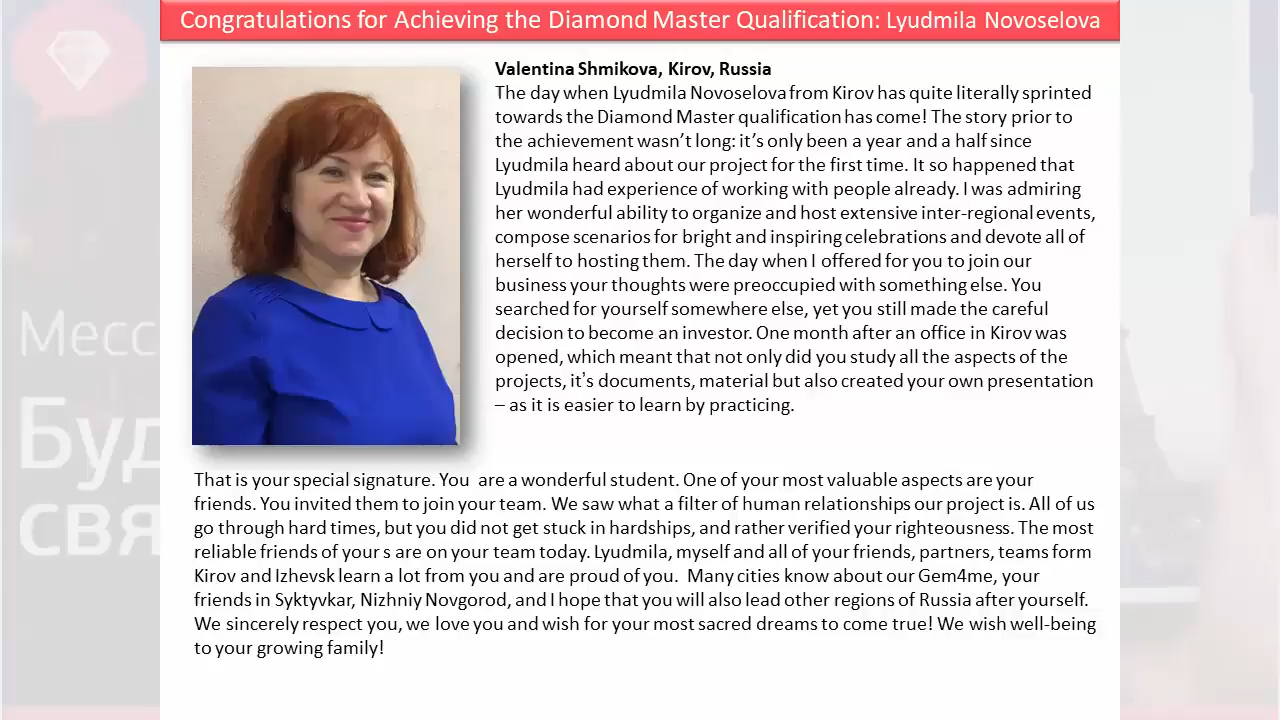 Congratulations for Achieving the Diamond Master Qualification: Lyudmila Novoselova
Valentina Shmikova, Kirov, Russia
The day when Lyudmila Novoselova from Kirov has quite literally sprinted
towards the Diamond Master qualification has come! The story prior to
the achievement wasn't long: it's only been a year and a half since
Lyudmila heard about our project for the first time. It so happened that
Lyudmila had experience of working with people already. I was admiring
her wonderful ability to organize and host extensive inter-regional events,
compose scenarios for bright and inspiring celebrations and devote all of
herself to hosting them. The day when I offered for you to join our
business your thoughts were preoccupied with something else. You
searched for yourself somewhere else, yet you still made the careful
decision to become an investor. One month after an office in Kirov was
opened, which meant that not only did you study all the aspects of the
projects, it's documents, material but also created your own presentation
– as it is easier to learn by practicing.
That is your special signature. You  are a wonderful student. One of your most valuable aspects are your
friends. You invited them to join your team. We saw what a filter of human relationships our project is. All of us
go through hard times, but you did not get stuck in hardships, and rather verified your righteousness. The most
reliable friends of your s are on your team today. Lyudmila, myself and all of your friends, partners, teams form
Kirov and Izhevsk learn a lot from you and are proud of you.  Many cities know about our Gem4me, your
friends in Syktyvkar, Nizhniy Novgorod, and I hope that you will also lead other regions of Russia after yourself.
We sincerely respect you, we love you and wish for your most sacred dreams to come true! We wish well-being
to your growing family!
Месс
Буд
свя